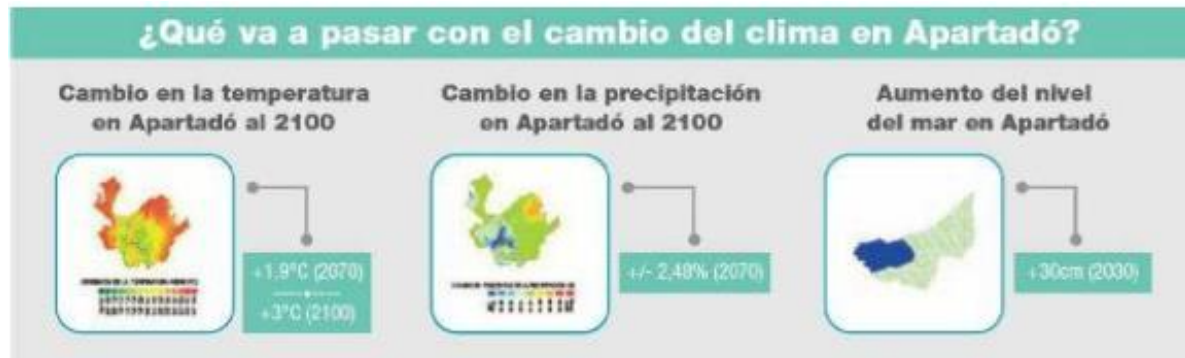 ¿Qué va a pasar con el cambio del clima en Apartadó?
Cambio en la temperatura
en Apartadó al 2100
+1,9°C (2070)
+3°C (2100)
Cambio en la precipitación
en Apartadó al 2100
+/- 2,48% (2070)
Aumento del nivel
del mar en Apartadó
+30cm (2030)